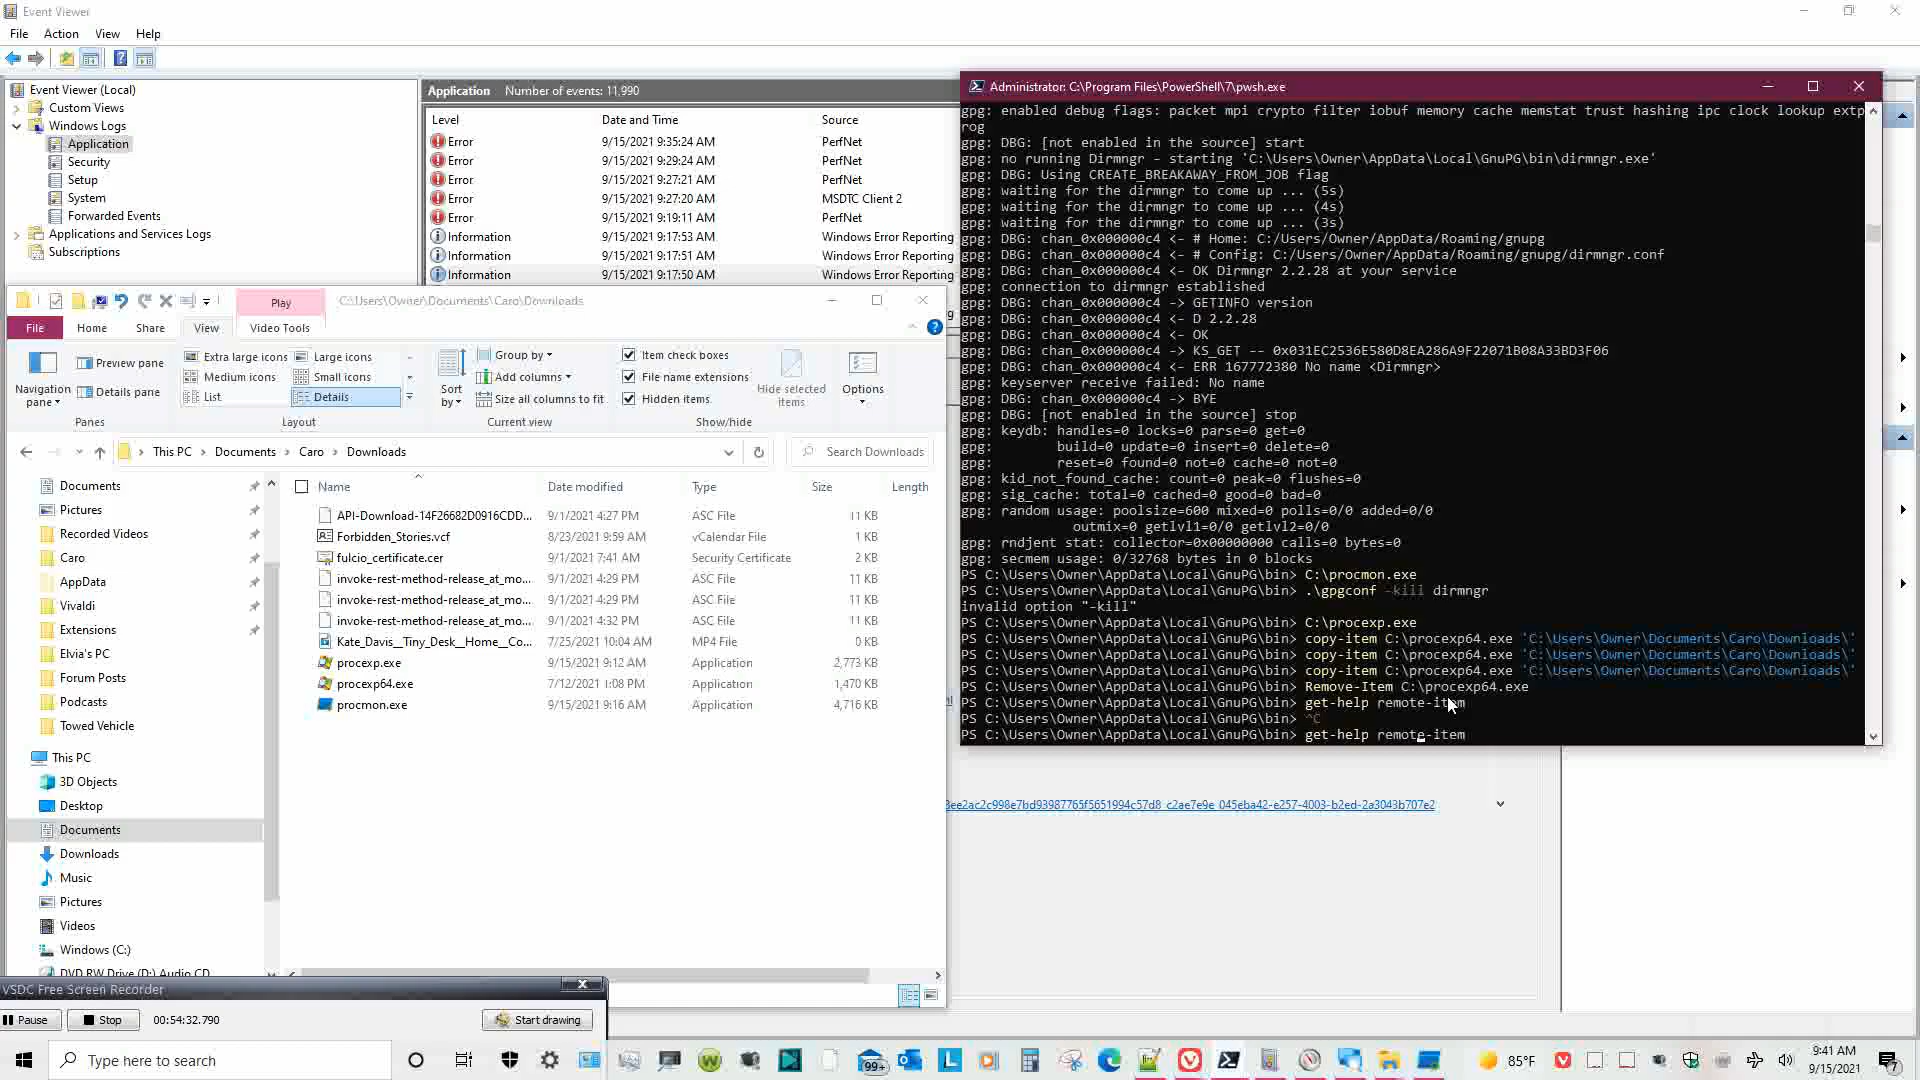 Event Viewer
File Action View Help
Event Viewer (Local)
Custom Views
Windows Logs
Application
Security
Setup
System
Forwarded Events
Applications and Services Logs
Subscriptions
Application Number of events: 11,990
Level Date and Time Source
Error 9/15/2021 9:35:24 AM PerfNet
Error 9/15/2021 9:29:24 AM PerfNet
Error 9/15/2021 9:27:21 AM PerfNet
Error 9/15/2021 9:27:20 AM MSDTC Client 2
Error 9/15/2021 9:19:11 AM PerfNet
Information 9/15/2021 9:17:53 AM Windows Error Reporting
Information 9/15/2021 9:17:51 AM Windows Error Reporting
Information 9/15/2021 9:17:50 AM Windows Error Reporting
Play C:\Users\Owner\Documents\Caro\Downloads
File Home Share View Video Tools
Navigation pane
Preview pane
Details pane
Panes
Extra large icons Large icons
Medium icons Small icons
List Details
Layout
Sort by
Group by
Add columns
Size all columns to fit
Current view
Item check boxes
File name extensions
Hidden items
Hide selected items
Show/hide
Options
This PC Documents Caro Downloads
Search Downloads
Documents
Pictures
Recorded Videos
Caro
AppData
Vivaldi
Extensions
Elvia's PC
Forum Posts
Podcasts
Towed Vehicle
This PC
3D Objects
Desktop
Documents
Downloads
Music
Pictures
Videos
Windows (C:)
DVD RW Drive (D:) Audio CD
Name Date modified Type Size Length
API-Download-14F26682D0916CDD... 9/1/2021 4:27 PM ASC File 11 KB
Forbidden_Stories.vcf 8/23/2021 9:59 AM vCalendar File 1 KB
fulcio_certificate.cer 9/1/2021 7:41 AM Security Certificate 2 KB
invoke-rest-method-release_at_mo... 9/1/2021 4:29 PM ASC File 11 KB
invoke-rest-method-release_at_mo... 9/1/2021 4:29 PM ASC File 11 KB
invoke-rest-method-release_at_mo... 9/1/2021 4:32 PM ASC File 11 KB
Kate_Davis__Tiny_Desk__Home__Co... 7/25/2021 10:04 AM MP4 File 0 KB
procexp.exe 9/15/2021 9:12 AM Application 2,773 KB
procexp64.exe 7/12/2021 1:08 PM Application 1,470 KB
procmon.exe 9/15/2021 9:16 AM Application 4,716 KB
Administrator: C:\Program Files\PowerShell\7\pwsh.exe
gpg: enabled debug flags: packet mpi crypto filter iobuf memory cache memstat trust hashing ipc clock lookup extp
rog
gpg: DBG: [not enabled in the source] start
gpg: no running Dirmngr - starting 'C:\Users\Owner\AppData\Local\GnuPG\bin\dirmngr.exe'
gpg: DBG: Using CREATE_BREAKAWAY_FROM_JOB flag
gpg: waiting for the dirmngr to come up ... (5s)
gpg: waiting for the dirmngr to come up ... (4s)
gpg: waiting for the dirmngr to come up ... (3s)
gpg: DBG: chan_0x000000c4 <- # Home: C:/Users/Owner/AppData/Roaming/gnupg
gpg: DBG: chan_0x000000c4 <- # Config: C:/Users/Owner/AppData/Roaming/gnupg/dirmngr.conf
gpg: DBG: chan_0x000000c4 <- OK Dirmngr 2.2.28 at your service
gpg: connection to dirmngr established
gpg: DBG: chan_0x000000c4 -> GETINFO version
gpg: DBG: chan_0x000000c4 <- D 2.2.28
gpg: DBG: chan_0x000000c4 <- OK
gpg: DBG: chan_0x000000c4 -> KS_GET -- 0x031EC2536E580D8EA286A9F22071B08A33BD3F06
gpg: DBG: chan_0x000000c4 <- ERR 167772380 No name <Dirmngr>
gpg: keyserver receive failed: No name
gpg: DBG: chan_0x000000c4 -> BYE
gpg: DBG: [not enabled in the source] stop
gpg: keydb: handles=0 locks=0 parse=0 get=0
gpg: build=0 update=0 insert=0 delete=0
gpg: reset=0 found=0 not=0 cache=0 not=0
gpg: kid_not_found_cache: count=0 peak=0 flushes=0
gpg: sig_cache: total=0 cached=0 good=0 bad=0
gpg: random usage: poolsize=600 mixed=0 polls=0/0 added=0/0
outmix=0 getlvl1=0/0 getlvl2=0/0
gpg: rndjent stat: collector=0x00000000 calls=0 bytes=0
gpg: secmem usage: 0/32768 bytes in 0 blocks
PS C:\Users\Owner\AppData\Local\GnuPG\bin> C:\procmon.exe
PS C:\Users\Owner\AppData\Local\GnuPG\bin> .\gpgconf -kill dirmngr
invalid option "-kill"
PS C:\Users\Owner\AppData\Local\GnuPG\bin> C:\procexp.exe
PS C:\Users\Owner\AppData\Local\GnuPG\bin> copy-item C:\procexp64.exe 'C:\Users\Owner\Documents\Caro\Downloads\'
PS C:\Users\Owner\AppData\Local\GnuPG\bin> copy-item C:\procexp64.exe 'C:\Users\Owner\Documents\Caro\Downloads\'
PS C:\Users\Owner\AppData\Local\GnuPG\bin> copy-item C:\procexp64.exe 'C:\Users\Owner\Documents\Caro\Downloads\'
PS C:\Users\Owner\AppData\Local\GnuPG\bin> Remove-Item C:\procexp64.exe
PS C:\Users\Owner\AppData\Local\GnuPG\bin> get-help remote-item
PS C:\Users\Owner\AppData\Local\GnuPG\bin> ^C
PS C:\Users\Owner\AppData\Local\GnuPG\bin> get-help remote-item
8ee2ac2c998e7bd93987765f5651994c57d8_c2ae7e9e_045eba42-e257-4003-b2ed-2a3043b707e2
VSDC Free Screen Recorder
Pause Stop 00:54:32.790 Start drawing
Type here to search
99+
85°F
9:41 AM
9/15/2021
7